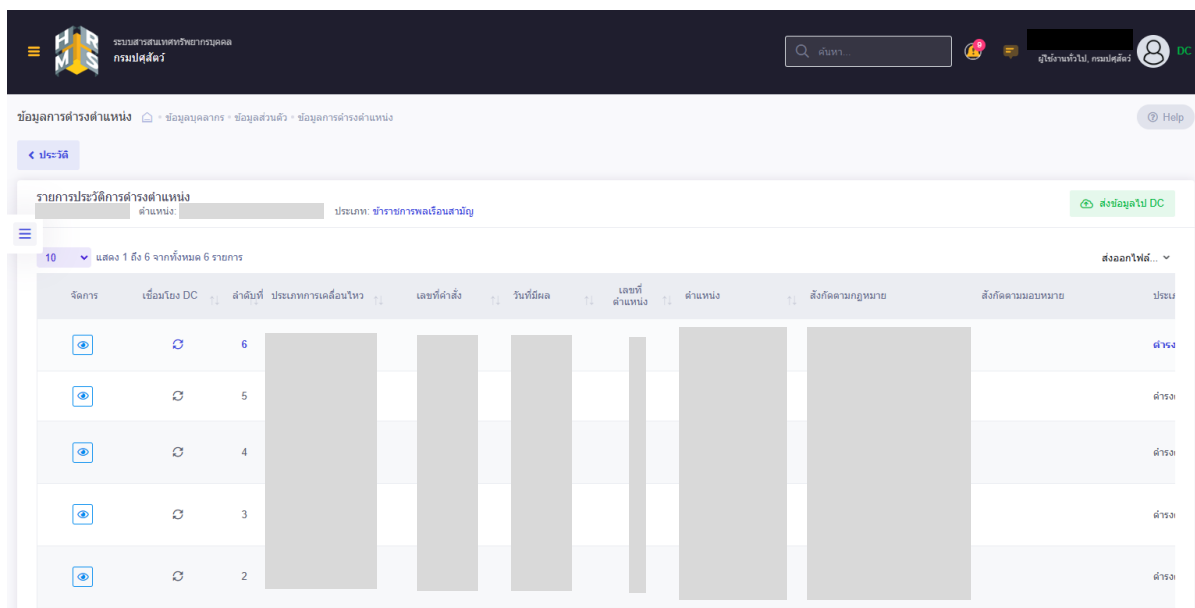 HR
MS
ระบบสารสนเทศทรัพยากรบุคคล
กรมปศุสัตว์
ค้นหา...
9
ผู้ใช้งานทั่วไป, กรมปศุสัตว์
DC
ข้อมูลการดำรงตำแหน่ง ข้อมูลบุคลากร ข้อมูลส่วนตัว ข้อมูลการดำรงตำแหน่ง
Help
ประวัติ
รายการประวัติการดำรงตำแหน่ง
ตำแหน่ง: ประเภท: ข้าราชการพลเรือนสามัญ
ส่งข้อมูลไป DC
10 แสดง 1 ถึง 6 จากทั้งหมด 6 รายการ
ส่งออกไฟล์...
จัดการ เชื่อมโยง DC ลำดับที่ ประเภทการเคลื่อนไหว เลขที่คำสั่ง วันที่มีผล เลขที่ตำแหน่ง ตำแหน่ง สังกัดตามกฎหมาย สังกัดตามมอบหมาย
6
5
4
3
2